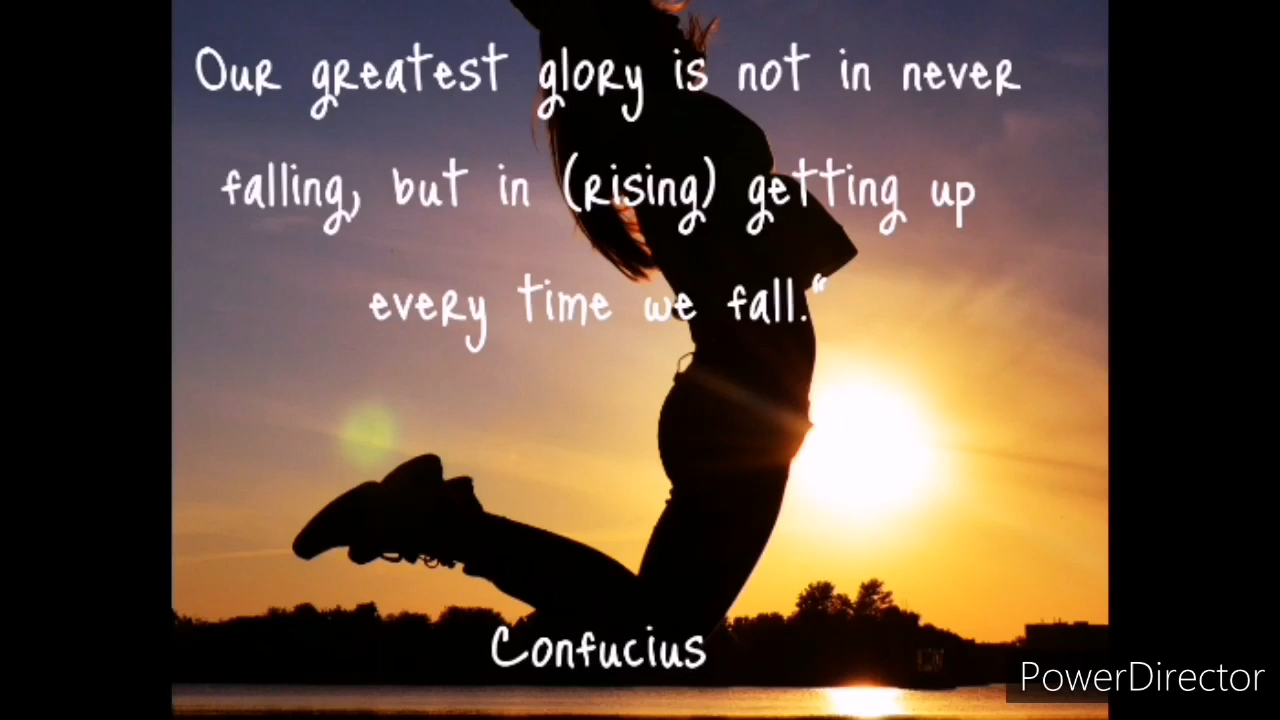 Our greatest glory is not in never
falling, but in (rising) getting up
every time we fall.“
Confucius
PowerDirector